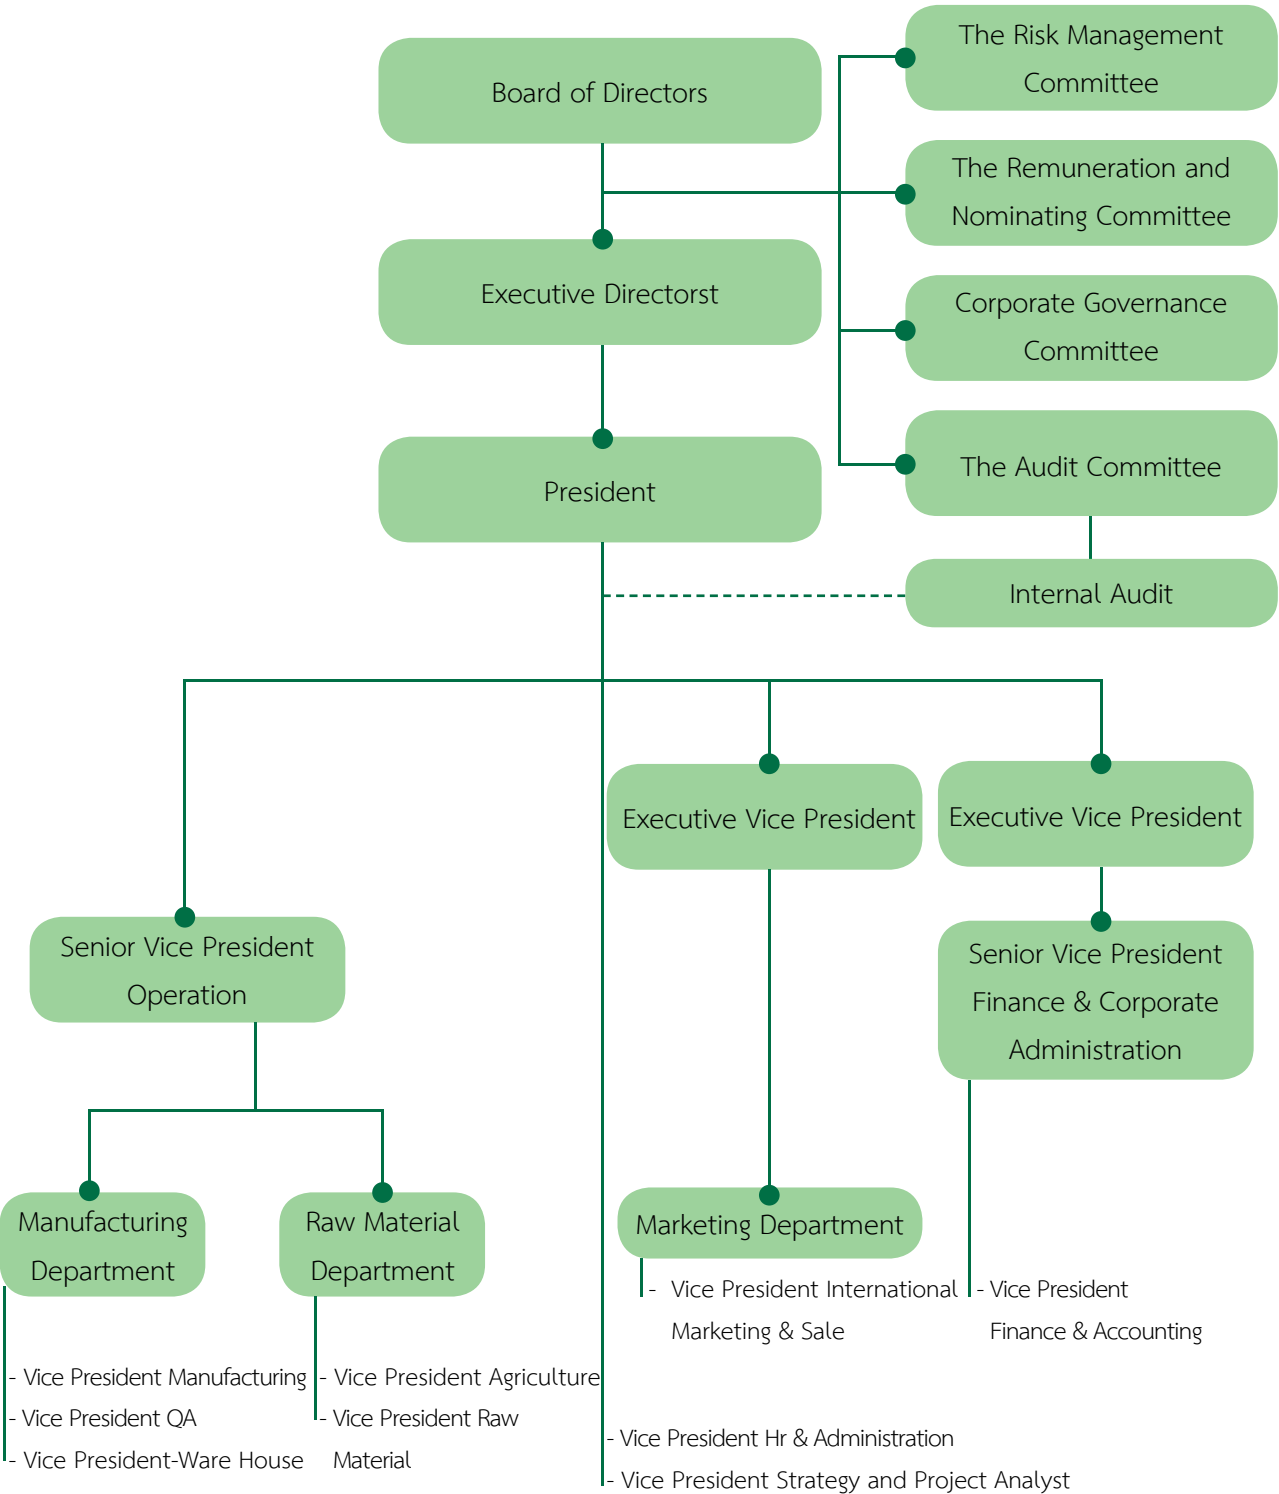 Board of Directors
The Risk Management
Committee
The Remuneration and
Nominating Committee
Executive Directorst
Corporate Governance
Committee
President
The Audit Committee
Internal Audit
Executive Vice President
Executive Vice President
Senior Vice President
Operation
Senior Vice President
Finance & Corporate
Administration
Manufacturing
Department
Raw Material
Department
Marketing Department
- Vice President International
Marketing & Sale
- Vice President
Finance & Accounting
- Vice President Manufacturing
- Vice President QA
- Vice President-Ware House
- Vice President Agriculture
- Vice President Raw
Material
- Vice President Hr & Administration
- Vice President Strategy and Project Analyst